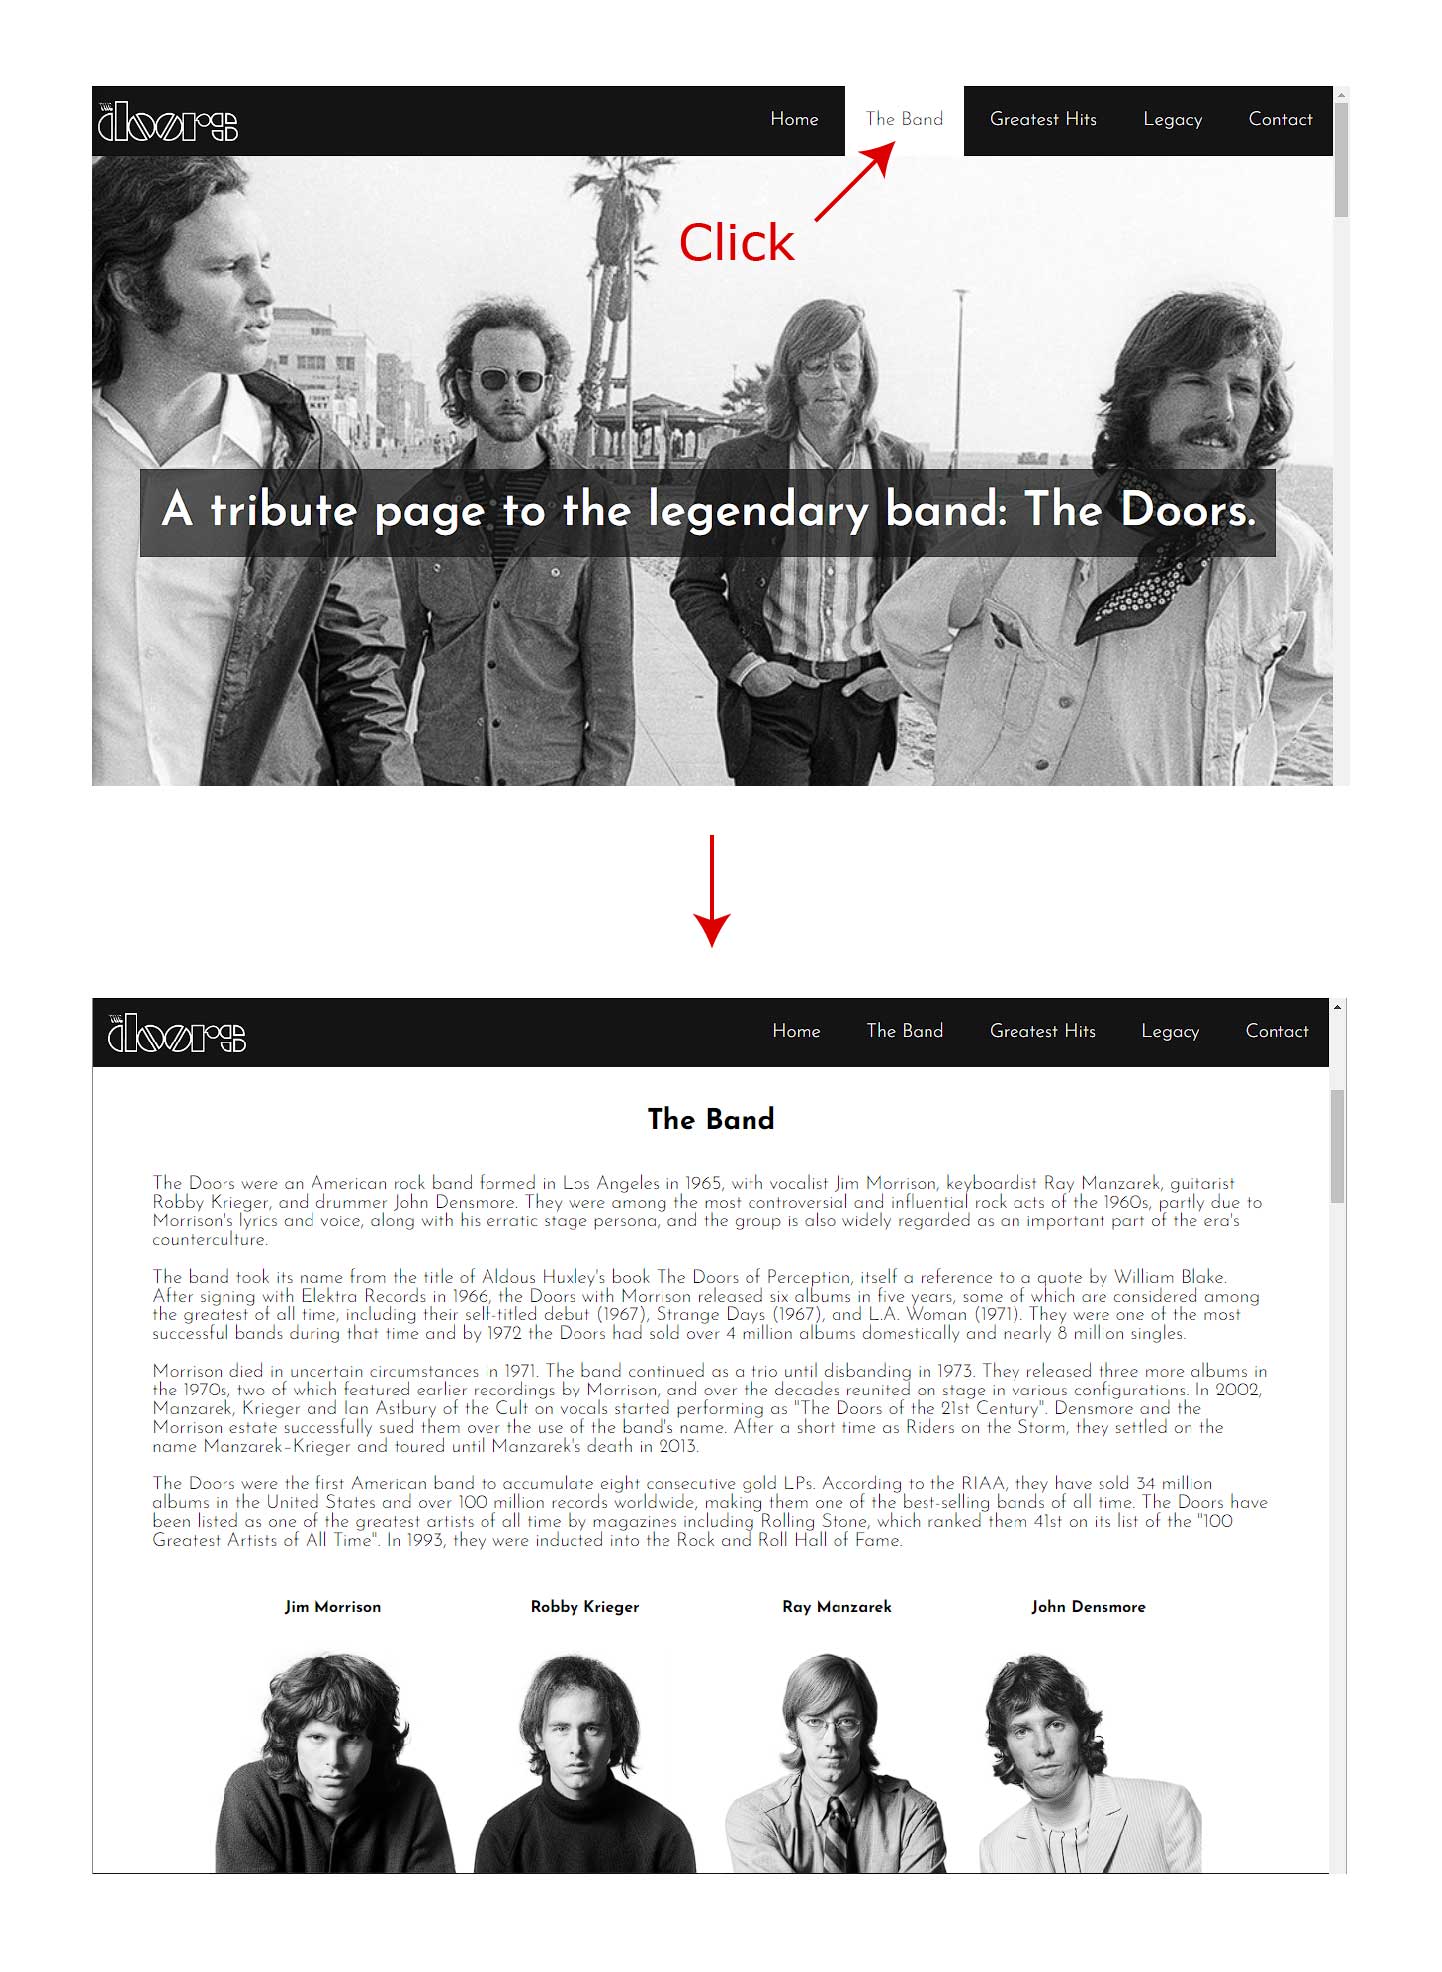 THE
doors
Home
The Band
Greatest Hits
Legacy
Contact
Click
A tribute page to the legendary band: The Doors.
THE
doors
Home
The Band
Greatest Hits
Legacy
Contact
The Band
The Doors were an American rock band formed in Los Angeles in 1965, with vocalist Jim Morrison, keyboardist Ray Manzarek, guitarist
Robby Krieger, and drummer John Densmore. They were among the most controversial and influential rock acts of the 1960s, partly due to
Morrison's lyrics and voice, along with his erratic stage persona, and the group is also widely regarded as an important part of the era's
counterculture.
The band took its name from the title of Aldous Huxley's book The Doors of Perception, itself a reference to a quote by William Blake.
After signing with Elektra Records in 1966, the Doors with Morrison released six albums in five years, some of which are considered among
the greatest of all time, including their self-titled debut (1967), Strange Days (1967), and L.A. Woman (1971). They were one of the most
successful bands during that time and by 1972 the Doors had sold over 4 million albums domestically and nearly 8 million singles.
Morrison died in uncertain circumstances in 1971. The band continued as a trio until disbanding in 1973. They released three more albums in
the 1970s, two of which featured earlier recordings by Morrison, and over the decades reunited on stage in various configurations. In 2002,
Manzarek, Krieger and Ian Astbury of the Cult on vocals started performing as "The Doors of the 21st Century". Densmore and the
Morrison estate successfully sued them over the use of the band's name. After a short time as Riders on the Storm, they settled on the
name Manzarek–Krieger and toured until Manzarek's death in 2013.
The Doors were the first American band to accumulate eight consecutive gold LPs. According to the RIAA, they have sold 34 million
albums in the United States and over 100 million records worldwide, making them one of the best-selling bands of all time. The Doors have
been listed as one of the greatest artists of all time by magazines including Rolling Stone, which ranked them 41st on its list of the "100
Greatest Artists of All Time". In 1993, they were inducted into the Rock and Roll Hall of Fame.
Jim Morrison
Robby Krieger
Ray Manzarek
John Densmore